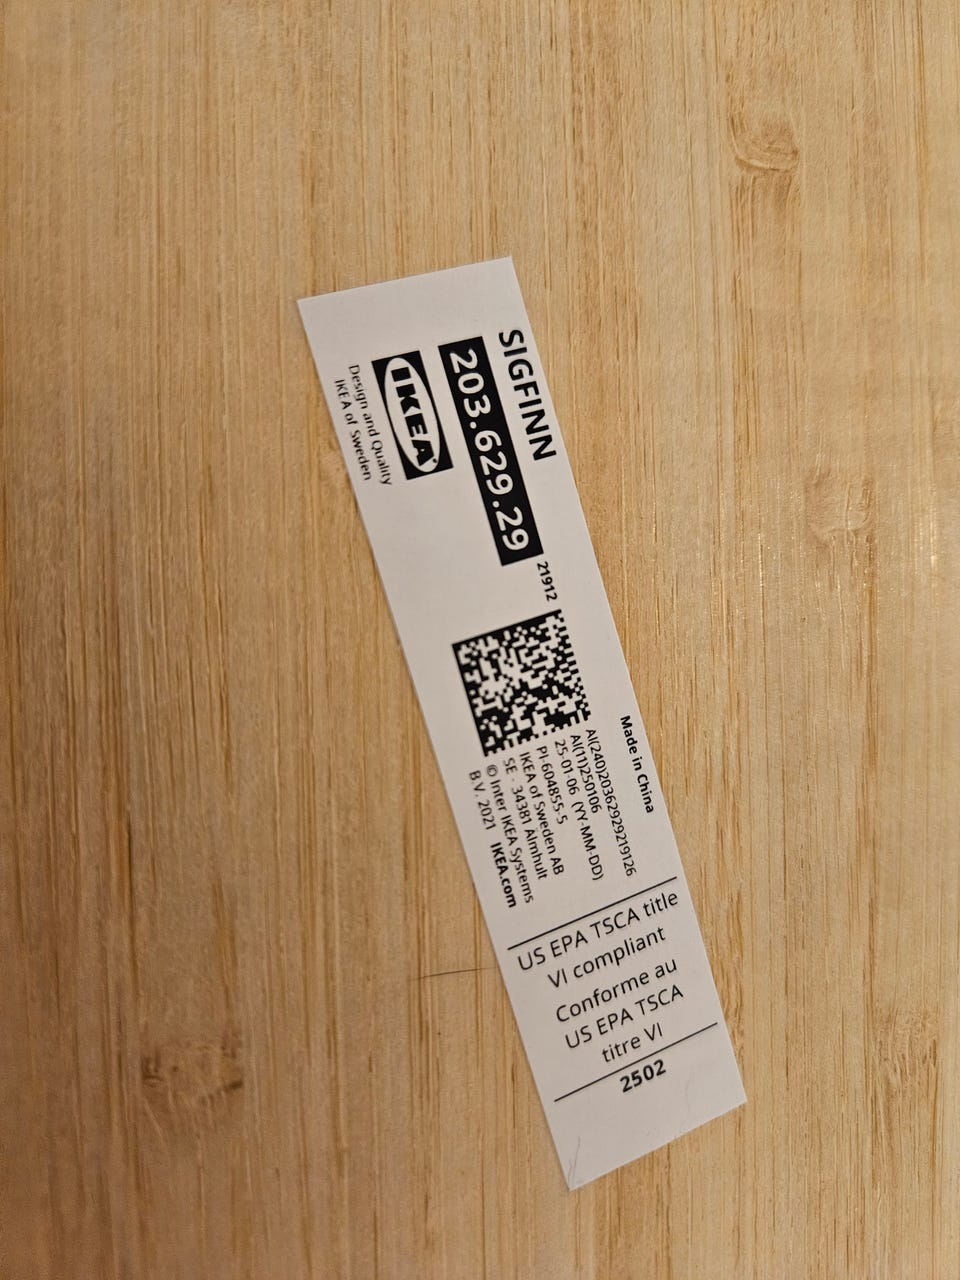 SIGFINN
203.629.29
21912
IKEA
Design and Quality
IKEA of Sweden
Made in China
AI(240)2036292921​9126
AI(11)250106
25-01-06 (YY-MM-DD)
PI-604855-5
IKEA of Sweden AB
SE - 34381 Älmhult
© Inter IKEA Systems
B.V. 2021 IKEA.com
US EPA TSCA title
VI compliant
Conforme au
US EPA TSCA
titre VI
2502